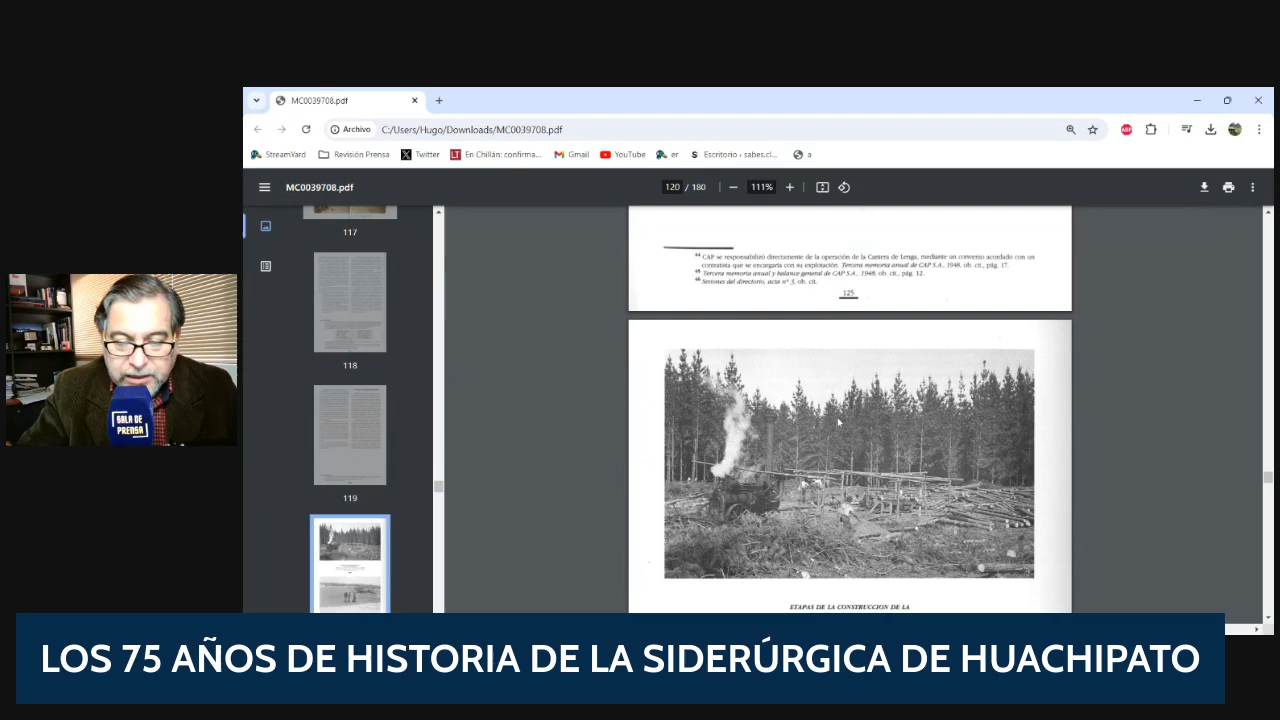 MC0039708.pdf
Archivo
C:/Users/Hugo/Downloads/MC0039708.pdf
ABP
StreamYard
Revisión Prensa
Twitter
LT En Chillán: confirma...
Gmail
YouTube
er
S Escritorio ‹ sabes.cl...
a
MC0039708.pdf
120 / 180
111%
117
118
119
44 CAP se responsabilizó directamente de la operación de la Cantera de Lenga, mediante un convenio acordado con un
contratista que se encargaría con su explotación. Tercera memoria anual de CAP S.A., 1948, ob. cit., pág. 17.
45 Tercera memoria anual y balance general de CAP S.A., 1948, ob. cit., pág. 12.
46 Sesiones del directorio, acta nº 3, ob. cit.
125
ETAPAS DE LA CONSTRUCCION DE LA
SALA DE
PRENSA
LOS 75 AÑOS DE HISTORIA DE LA SIDERÚRGICA DE HUACHIPATO